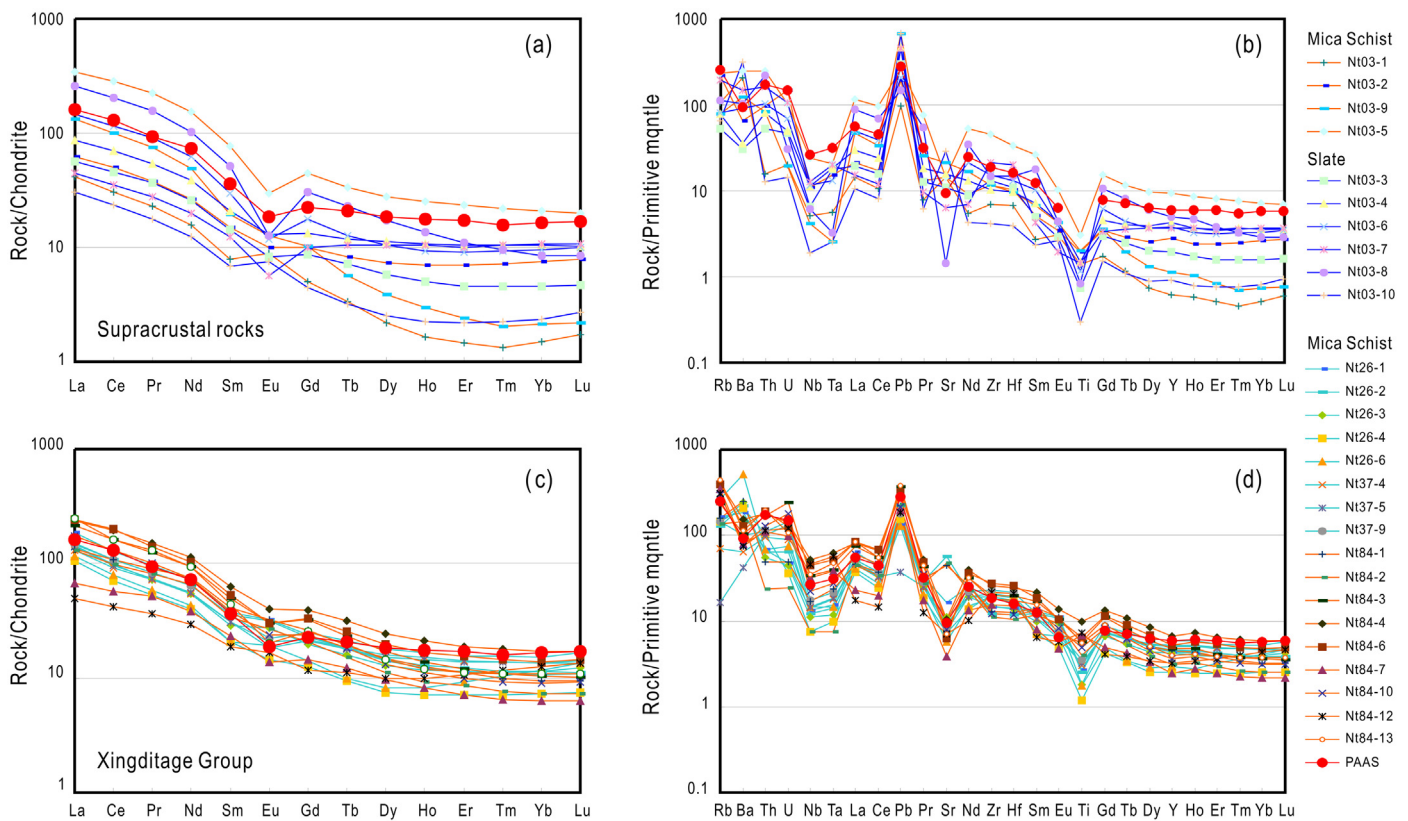 1000
100
10
1
Rock/Chondrite
(a)
Supracrustal rocks
La Ce Pr Nd Sm Eu Gd Tb Dy Ho Er Tm Yb Lu
1000
100
10
1
0.1
Rock/Primitive mqntle
(b)
Rb Ba Th U Nb Ta La Ce Pb Pr Sr Nd Zr Hf Sm Eu Ti Gd Tb Dy Y Ho Er Tm Yb Lu
Mica Schist
Nt03-1
Nt03-2
Nt03-9
Nt03-5
Slate
Nt03-3
Nt03-4
Nt03-6
Nt03-7
Nt03-8
Nt03-10
Mica Schist
Nt26-1
Nt26-2
Nt26-3
Nt26-4
Nt26-6
Nt37-4
Nt37-5
Nt37-9
Nt84-1
Nt84-2
Nt84-3
Nt84-4
Nt84-6
Nt84-7
Nt84-10
Nt84-12
Nt84-13
PAAS
1000
100
10
1
Rock/Chondrite
(c)
Xingditage Group
La Ce Pr Nd Sm Eu Gd Tb Dy Ho Er Tm Yb Lu
1000
100
10
1
0.1
Rock/Primitive mqntle
(d)
Rb Ba Th U Nb Ta La Ce Pb Pr Sr Nd Zr Hf Sm Eu Ti Gd Tb Dy Y Ho Er Tm Yb Lu